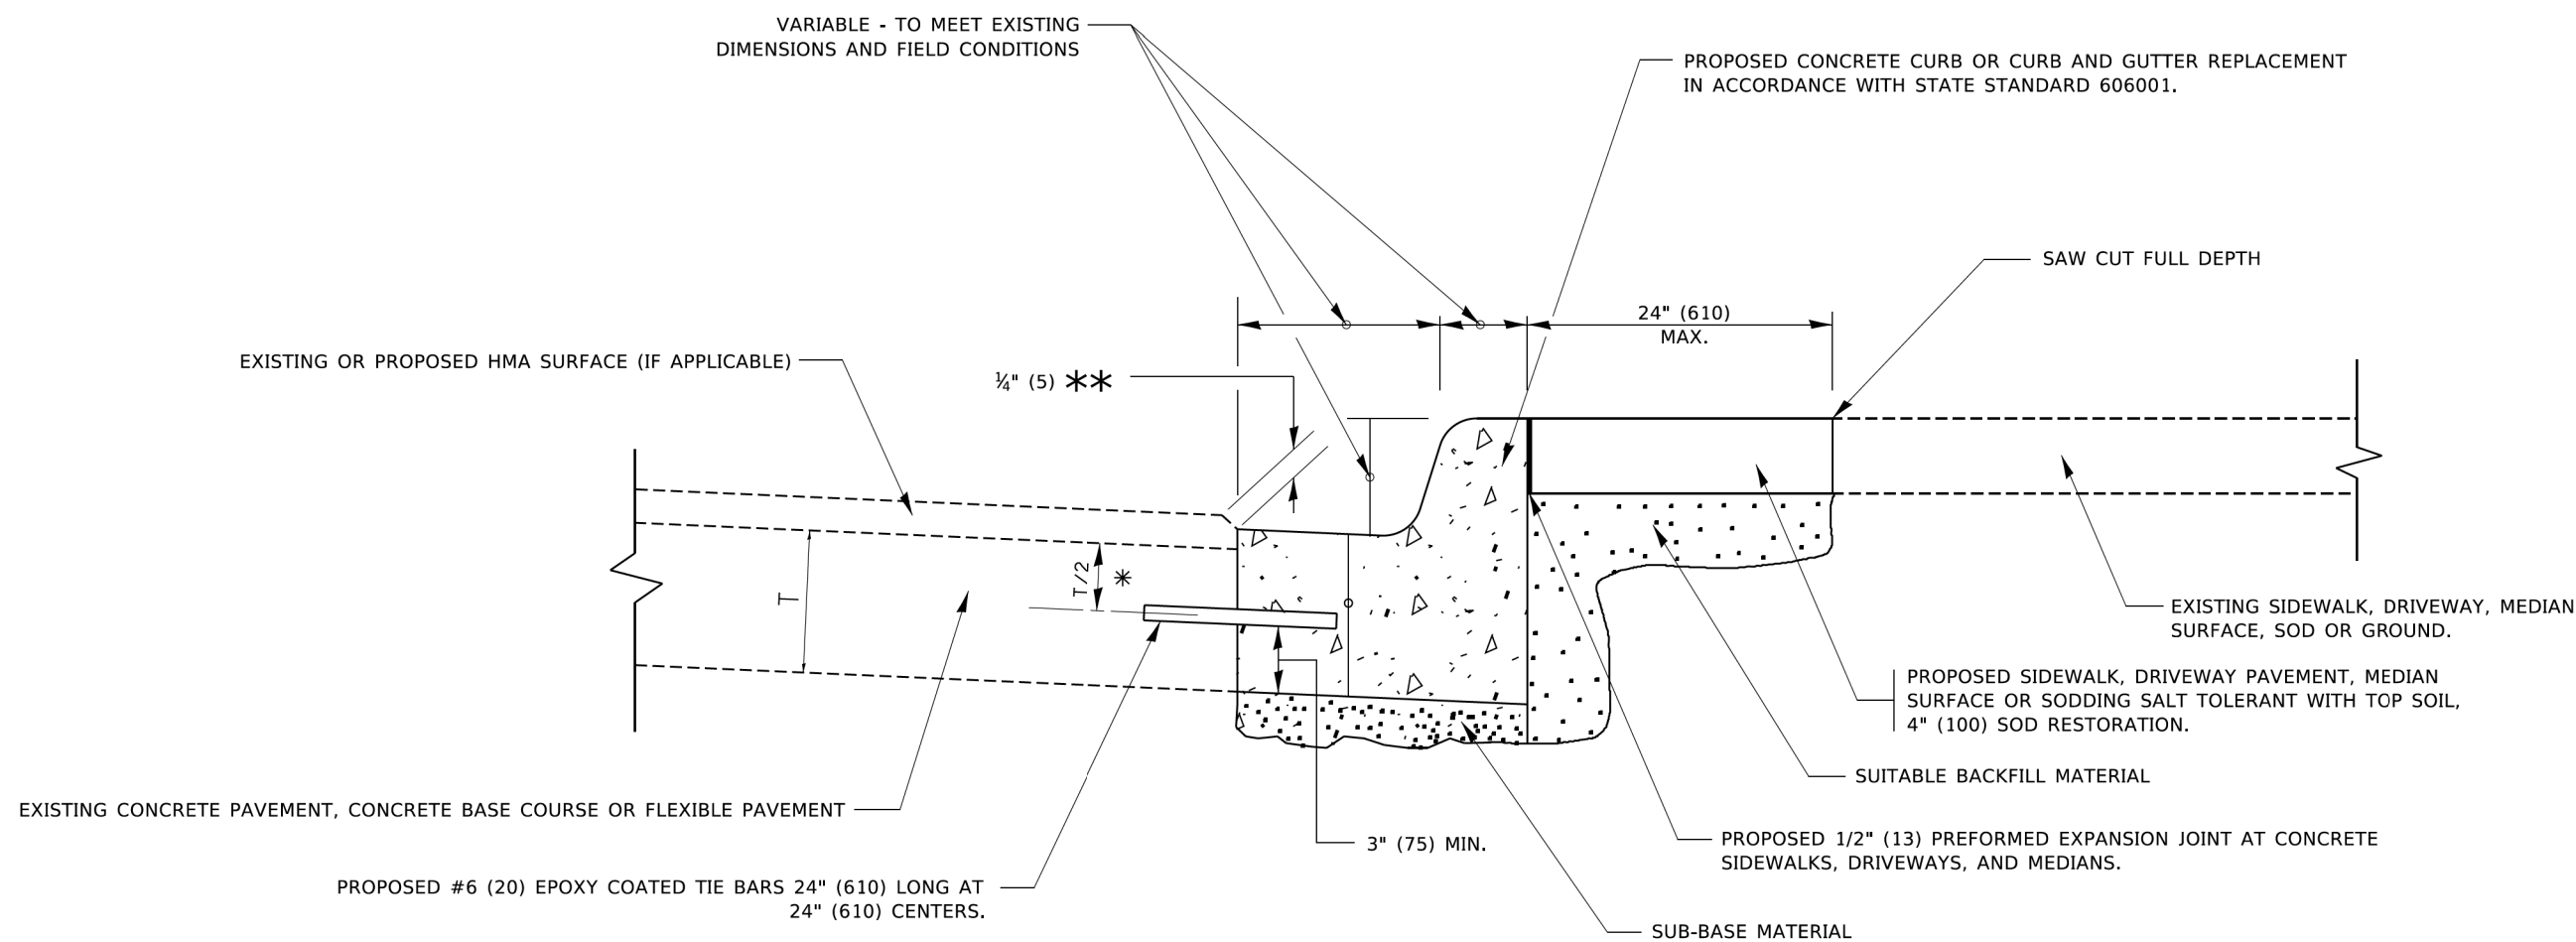 VARIABLE - TO MEET EXISTING
DIMENSIONS AND FIELD CONDITIONS
PROPOSED CONCRETE CURB OR CURB AND GUTTER REPLACEMENT
IN ACCORDANCE WITH STATE STANDARD 606001.
SAW CUT FULL DEPTH
24" (610)
MAX.
EXISTING OR PROPOSED HMA SURFACE (IF APPLICABLE)
¼" (5) **
T
T/2
*
EXISTING SIDEWALK, DRIVEWAY, MEDIAN
SURFACE, SOD OR GROUND.
PROPOSED SIDEWALK, DRIVEWAY PAVEMENT, MEDIAN
SURFACE OR SODDING SALT TOLERANT WITH TOP SOIL,
4" (100) SOD RESTORATION.
SUITABLE BACKFILL MATERIAL
EXISTING CONCRETE PAVEMENT, CONCRETE BASE COURSE OR FLEXIBLE PAVEMENT
3" (75) MIN.
PROPOSED 1/2" (13) PREFORMED EXPANSION JOINT AT CONCRETE
SIDEWALKS, DRIVEWAYS, AND MEDIANS.
PROPOSED #6 (20) EPOXY COATED TIE BARS 24" (610) LONG AT
24" (610) CENTERS.
SUB-BASE MATERIAL